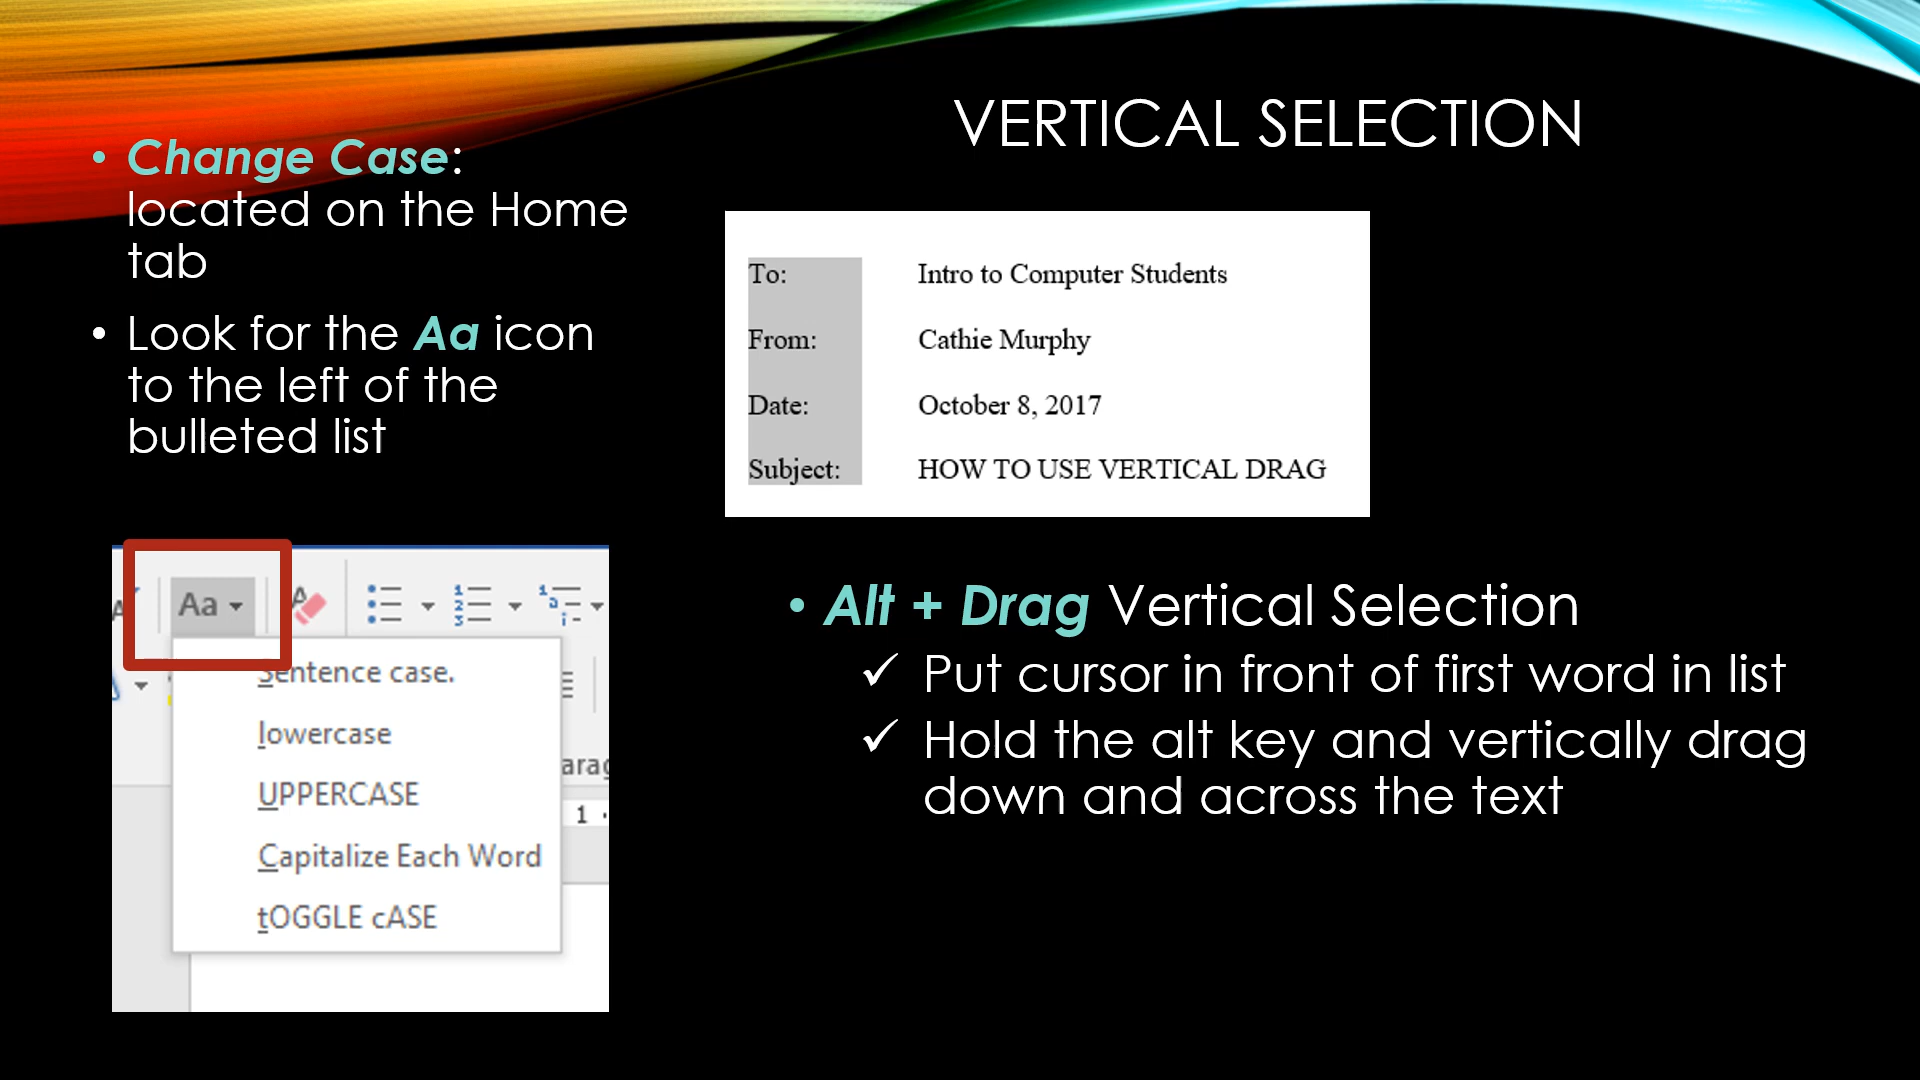 VERTICAL SELECTION
• Change Case:
located on the Home
tab
• Look for the Aa icon
to the left of the
bulleted list
To: Intro to Computer Students
From: Cathie Murphy
Date: October 8, 2017
Subject: HOW TO USE VERTICAL DRAG
Aa
Sentence case.
lowercase
UPPERCASE
Capitalize Each Word
tOGGLE cASE
arag
1
• Alt + Drag Vertical Selection
✓ Put cursor in front of first word in list
✓ Hold the alt key and vertically drag
down and across the text